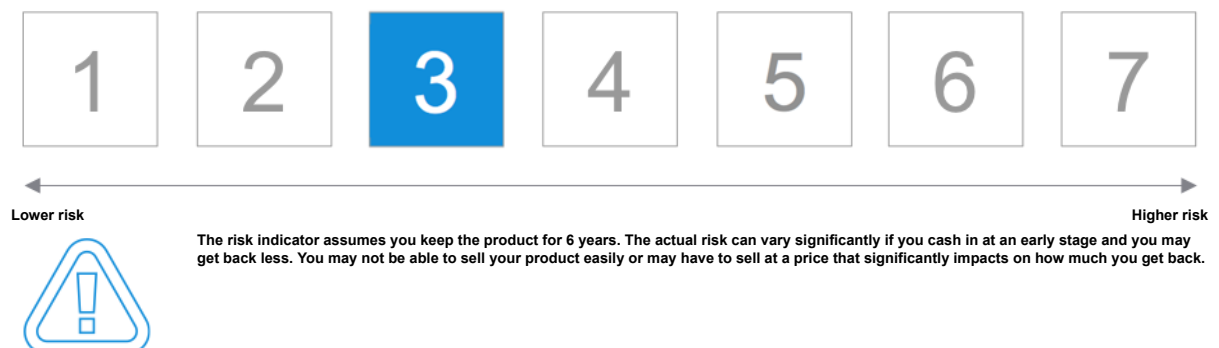 1 2 3 4 5 6 7
Lower risk Higher risk
The risk indicator assumes you keep the product for 6 years. The actual risk can vary significantly if you cash in at an early stage and you may
get back less. You may not be able to sell your product easily or may have to sell at a price that significantly impacts on how much you get back.